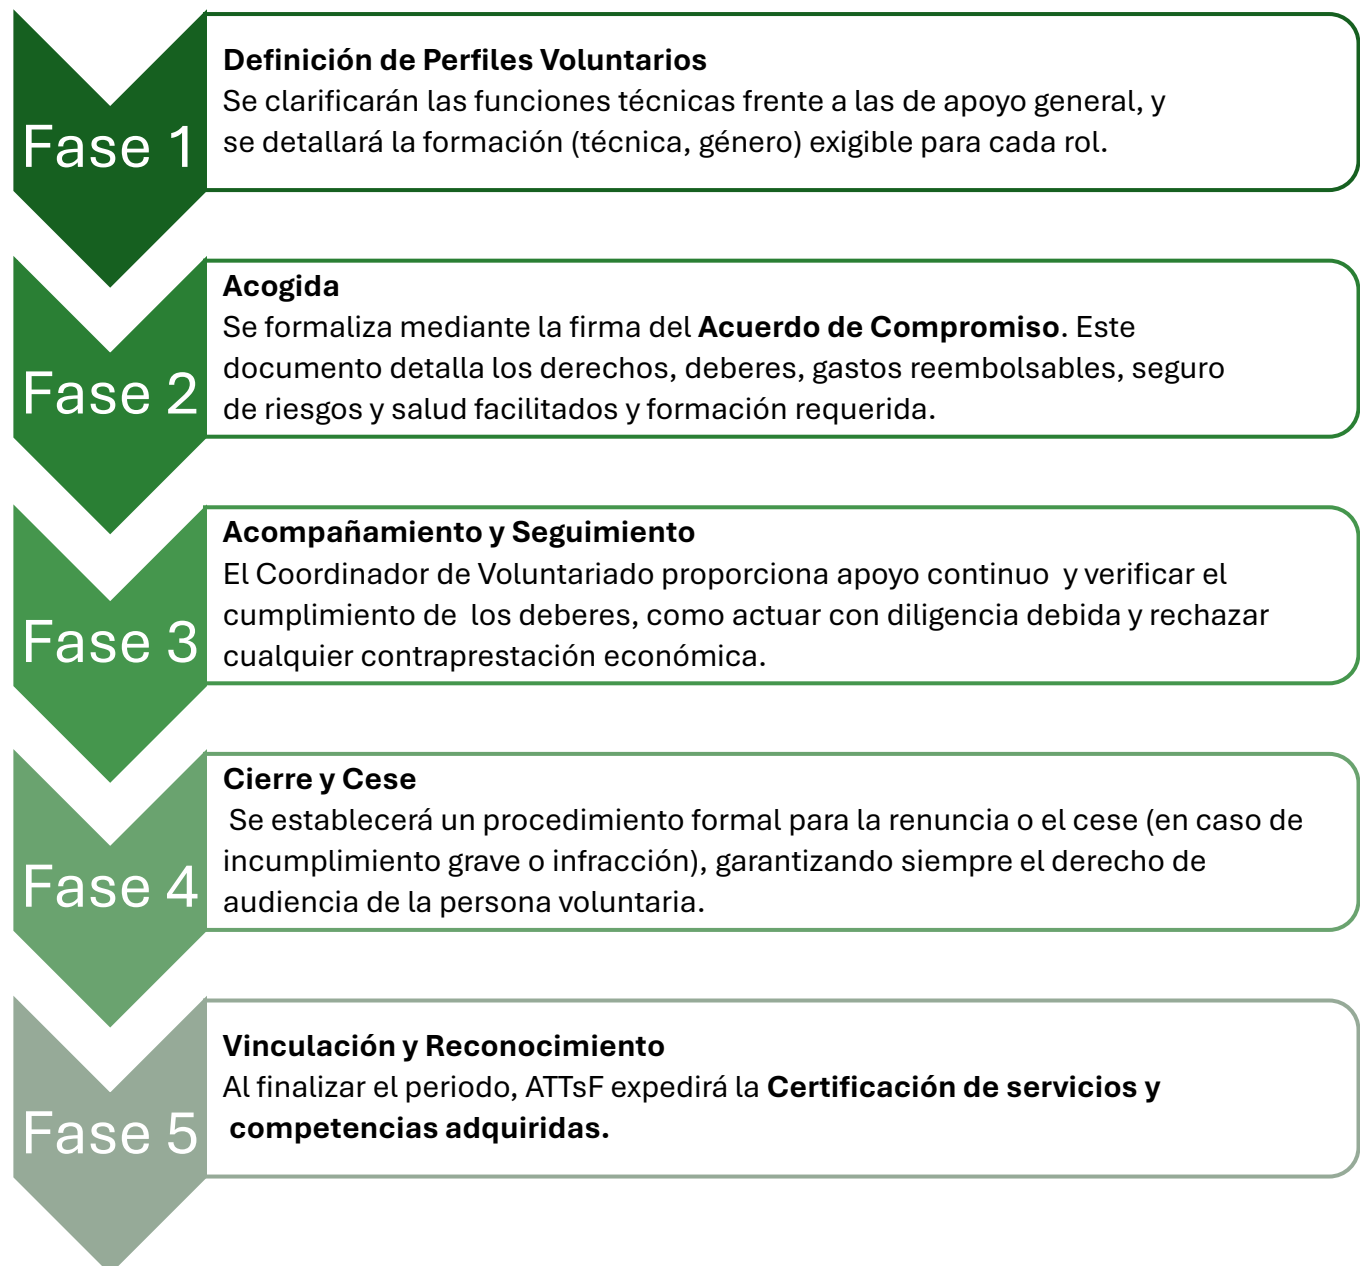 Fase 1
Definición de Perfiles Voluntarios
Se clarificarán las funciones técnicas frente a las de apoyo general, y
se detallará la formación (técnica, género) exigible para cada rol.
Fase 2
Acogida
Se formaliza mediante la firma del Acuerdo de Compromiso. Este
documento detalla los derechos, deberes, gastos reembolsables, seguro
de riesgos y salud facilitados y formación requerida.
Fase 3
Acompañamiento y Seguimiento
El Coordinador de Voluntariado proporciona apoyo continuo y verificar el
cumplimiento de los deberes, como actuar con diligencia debida y rechazar
cualquier contraprestación económica.
Fase 4
Cierre y Cese
Se establecerá un procedimiento formal para la renuncia o el cese (en caso de
incumplimiento grave o infracción), garantizando siempre el derecho de
audiencia de la persona voluntaria.
Fase 5
Vinculación y Reconocimiento
Al finalizar el periodo, ATTsF expedirá la Certificación de servicios y
competencias adquiridas.